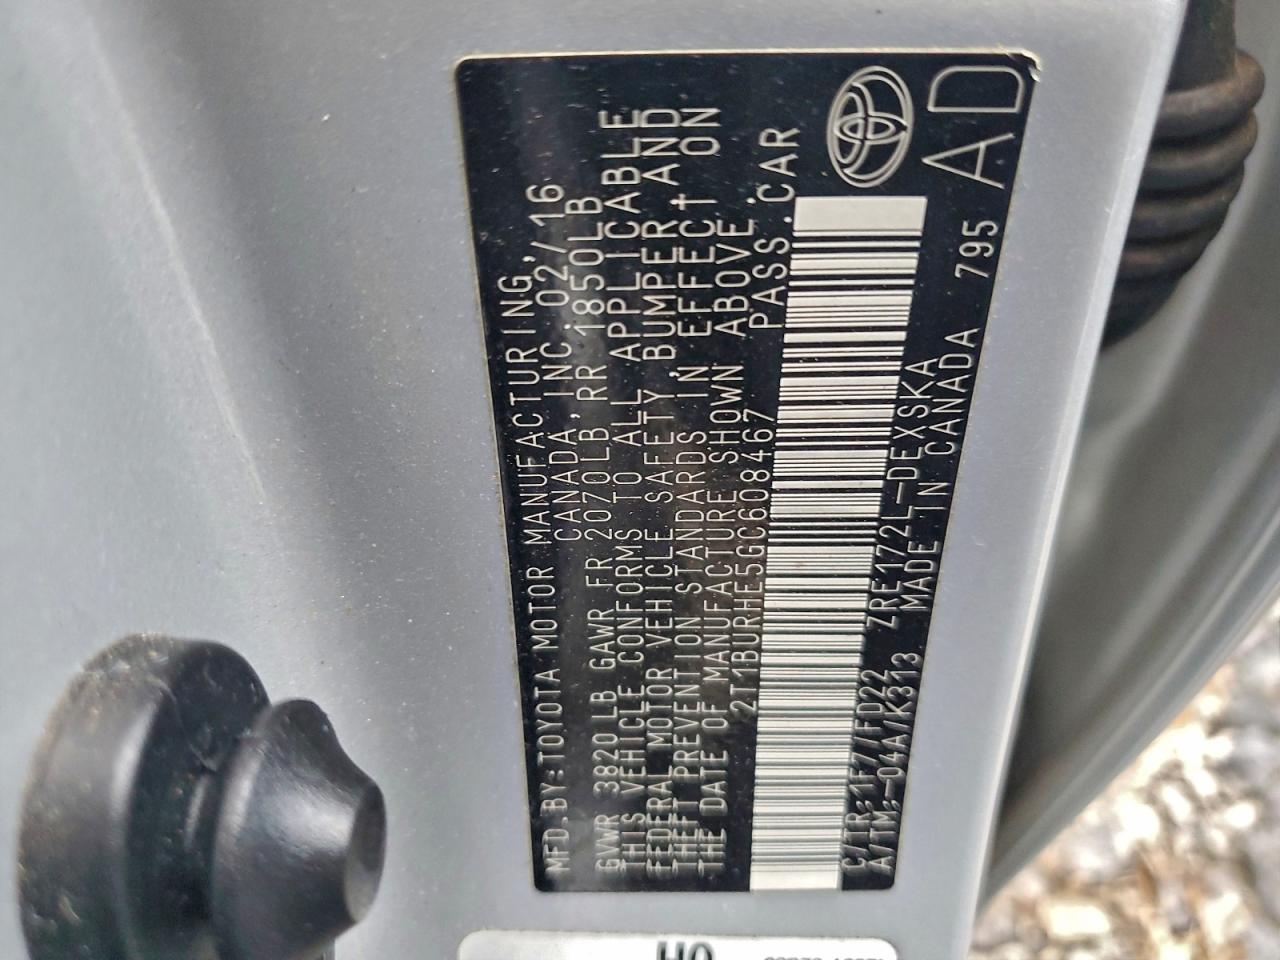 MFD.BY:TOYOTA MOTOR MANUFACTURING,
CANADA, INC. 02/16
GVWR 3820LB GAWR FR 2070LB RR 1850LB
THIS VEHICLE CONFORMS TO ALL APPLICABLE
FEDERAL MOTOR VEHICLE SAFETY, BUMPER AND
THEFT PREVENTION STANDARDS IN EFFECT ON
THE DATE OF MANUFACTURE SHOWN ABOVE.
2T1BURHE5GC608467 PASS.CAR
C/TR: 1F7/FD22 ZRE172L-DEXSKA
A/TM: -04A/K313 MADE IN CANADA 795
AD
HO